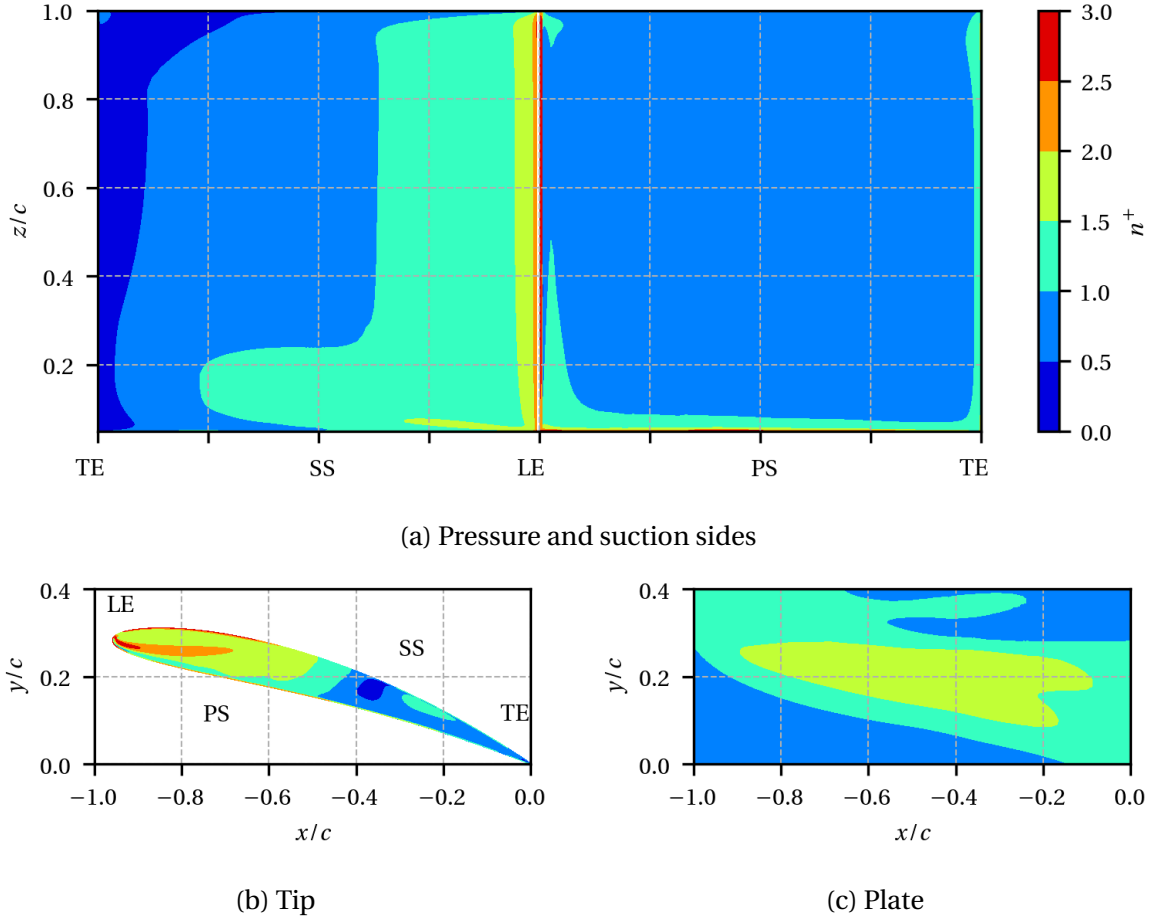 1.0
0.8
0.6
0.4
0.2
z/c
TE
SS
LE
PS
TE
3.0
2.5
2.0
1.5
1.0
0.5
0.0
n⁺
(a) Pressure and suction sides
0.4
0.2
0.0
y/c
LE
SS
PS
TE
−1.0 −0.8 −0.6 −0.4 −0.2 0.0
x/c
(b) Tip
0.4
0.2
0.0
y/c
−1.0 −0.8 −0.6 −0.4 −0.2 0.0
x/c
(c) Plate